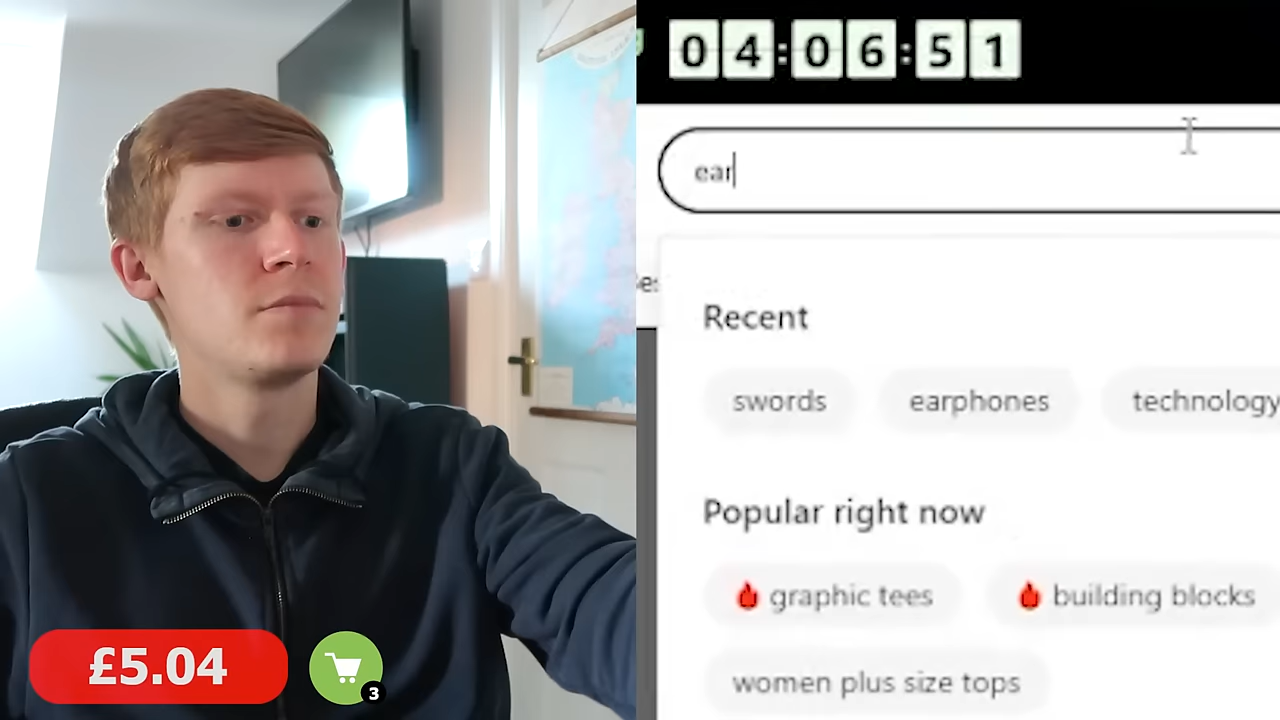 04:06:51
ear
Recent
swords earphones technology
Popular right now
graphic tees building blocks
women plus size tops
£5.04
3